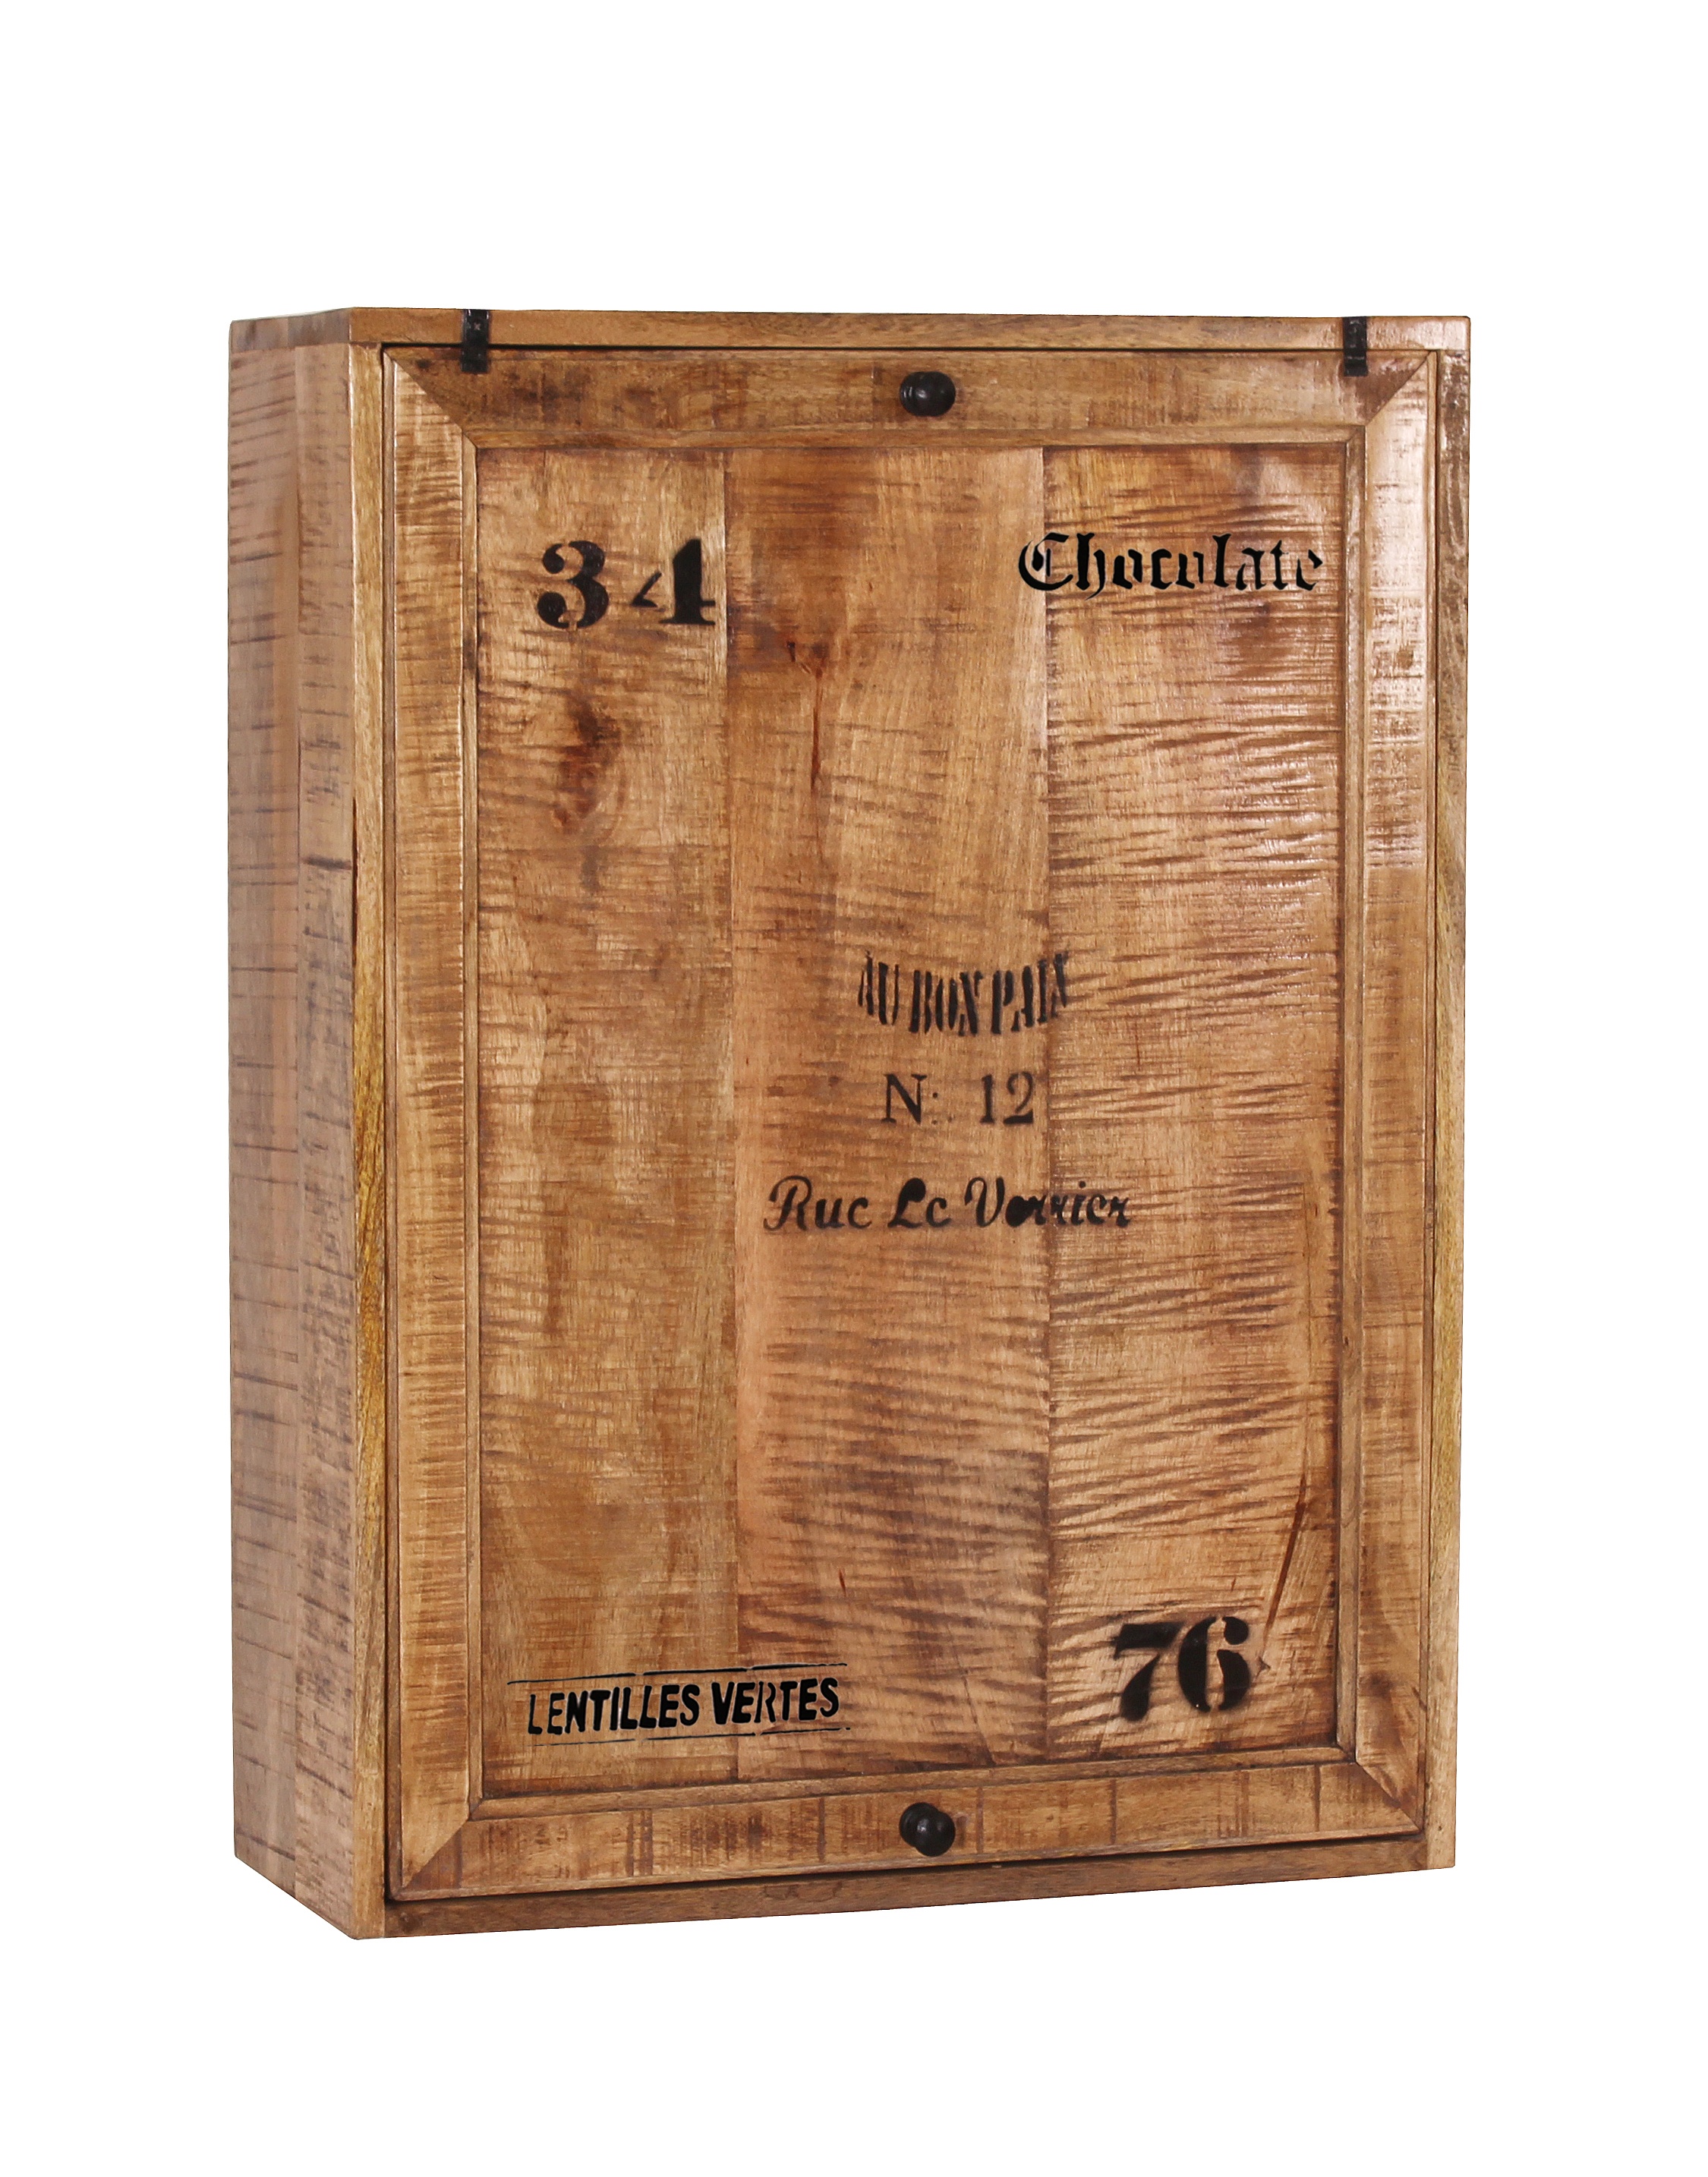 34
Chocolate
AU BON PAIN
N: 12
Rue Le Verrier
LENTILLES VERTES
76